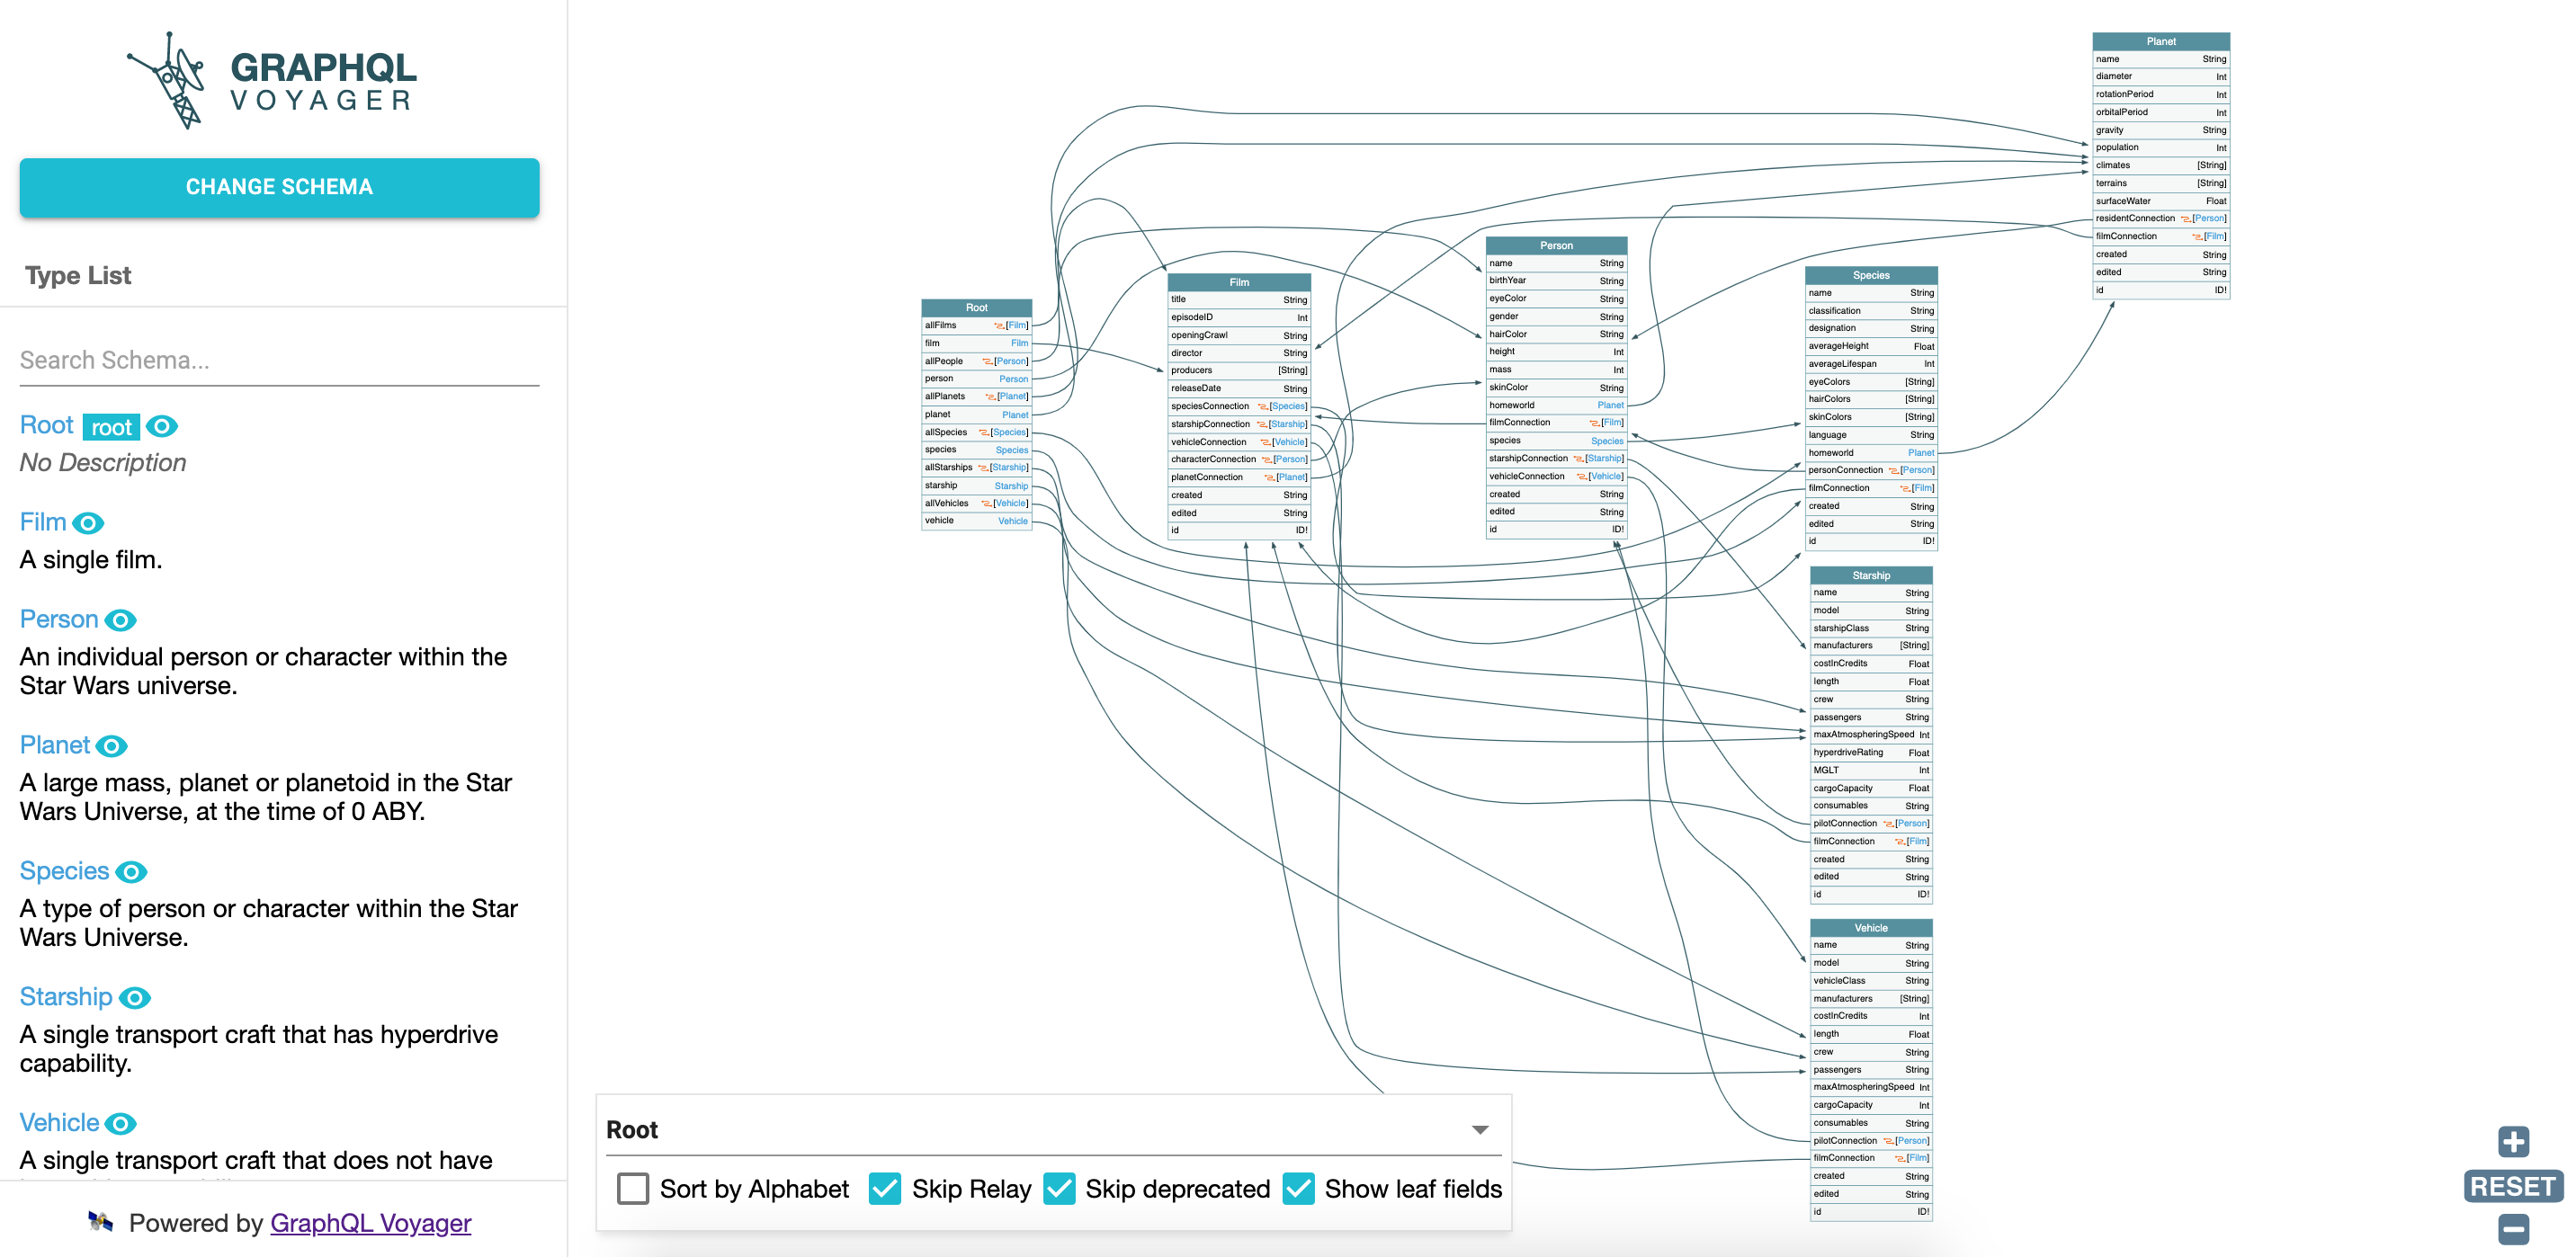 GRAPHQL
VOYAGER
CHANGE SCHEMA
Type List
Search Schema...
Root root
No Description
Film
A single film.
Person
An individual person or character within the
Star Wars universe.
Planet
A large mass, planet or planetoid in the Star
Wars Universe, at the time of 0 ABY.
Species
A type of person or character within the Star
Wars Universe.
Starship
A single transport craft that has hyperdrive
capability.
Vehicle
A single transport craft that does not have
Powered by GraphQL Voyager
Root
allFilms [Film]
film Film
allPeople [Person]
person Person
allPlanets [Planet]
planet Planet
allSpecies [Species]
species Species
allStarships [Starship]
starship Starship
allVehicles [Vehicle]
vehicle Vehicle
Film
title String
episodeID Int
openingCrawl String
director String
producers [String]
releaseDate String
speciesConnection [Species]
starshipConnection [Starship]
vehicleConnection [Vehicle]
characterConnection [Person]
planetConnection [Planet]
created String
edited String
id ID!
Person
name String
birthYear String
eyeColor String
gender String
hairColor String
height Int
mass Int
skinColor String
homeworld Planet
filmConnection [Film]
species Species
starshipConnection [Starship]
vehicleConnection [Vehicle]
created String
edited String
id ID!
Species
name String
classification String
designation String
averageHeight Float
averageLifespan Int
eyeColors [String]
hairColors [String]
skinColors [String]
language String
homeworld Planet
personConnection [Person]
filmConnection [Film]
created String
edited String
id ID!
Planet
name String
diameter Int
rotationPeriod Int
orbitalPeriod Int
gravity String
population Int
climates [String]
terrains [String]
surfaceWater Float
residentConnection [Person]
filmConnection [Film]
created String
edited String
id ID!
Starship
name String
model String
starshipClass String
manufacturers [String]
costInCredits Float
length Float
crew String
passengers String
maxAtmospheringSpeed Int
hyperdriveRating Float
MGLT Int
cargoCapacity Float
consumables String
pilotConnection [Person]
filmConnection [Film]
created String
edited String
id ID!
Vehicle
name String
model String
vehicleClass String
manufacturers [String]
costInCredits Int
length Float
crew String
passengers String
maxAtmospheringSpeed Int
cargoCapacity Int
consumables String
pilotConnection [Person]
filmConnection [Film]
created String
edited String
id ID!
Root
Sort by Alphabet Skip Relay Skip deprecated Show leaf fields
RESET